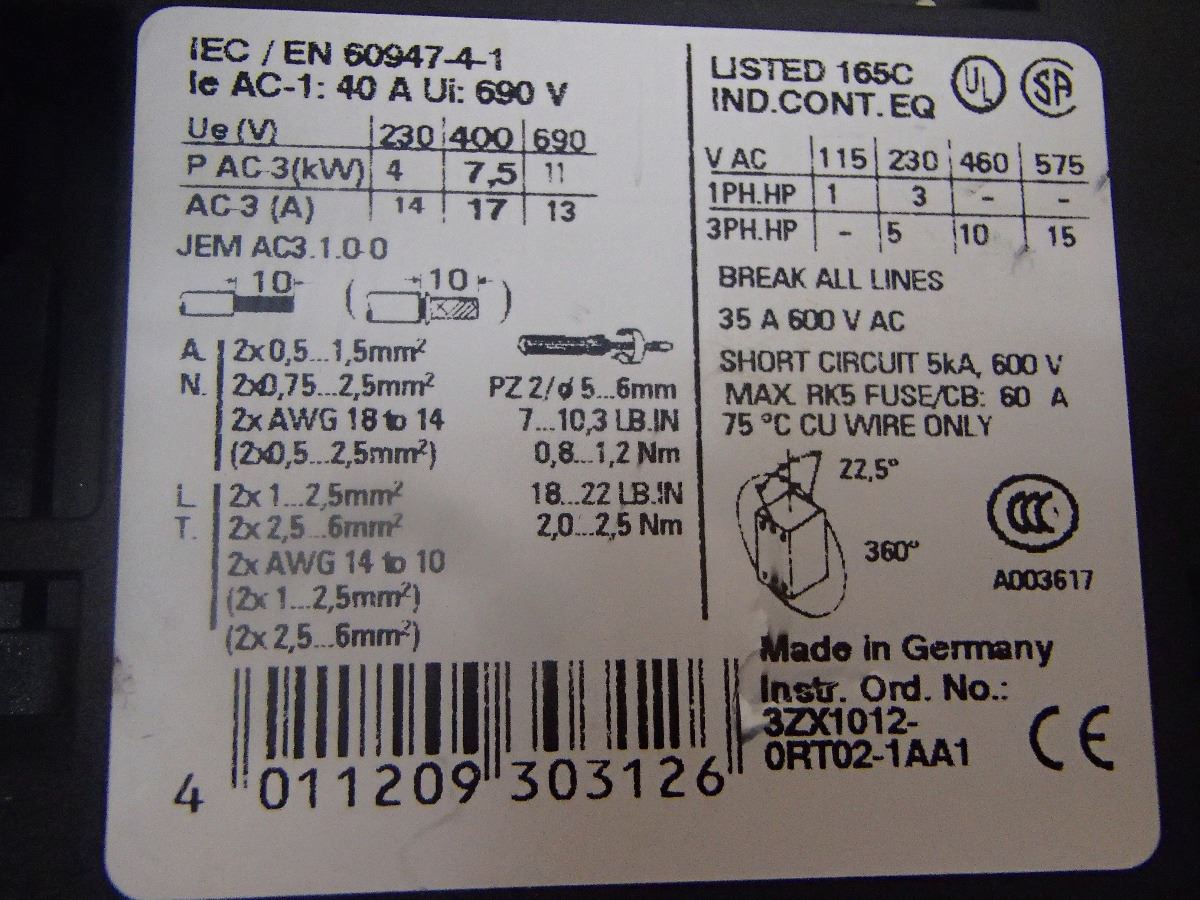 IEC / EN 60947-4-1
Ie AC-1: 40 A Ui: 690 V
Ue (V) 230 400 690
P AC-3(kW) 4 7,5 11
AC-3 (A) 14 17 13
JEM AC3.1.0-0
10 ( 10 )
A. 2x0,5...1,5mm²
N. 2x0,75...2,5mm² PZ 2/ø 5...6mm
2x AWG 18 to 14 7...10,3 LB.IN
(2x0,5...2,5mm²) 0,8...1,2 Nm
L 2x 1...2,5mm² 18...22 LB.IN
T. 2x 2,5...6mm² 2,0...2,5 Nm
2x AWG 14 to 10
(2x 1...2,5mm²)
(2x 2,5...6mm²)
4 011209 303126
LISTED 165C UL SA
IND.CONT. EQ
V AC 115 230 460 575
1PH.HP 1 3 - -
3PH.HP - 5 10 15
BREAK ALL LINES
35 A 600 V AC
SHORT CIRCUIT 5kA, 600 V
MAX. RK5 FUSE/CB: 60 A
75 °C CU WIRE ONLY
22,5°
360°
CCC
A003617
Made in Germany
Instr. Ord. No.:
3ZX1012-
0RT02-1AA1
CE